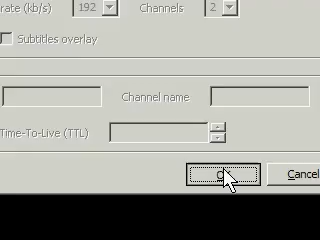 rate (kb/s) 192 Channels 2
Subtitles overlay
Channel name
Time-To-Live (TTL)
Cancel